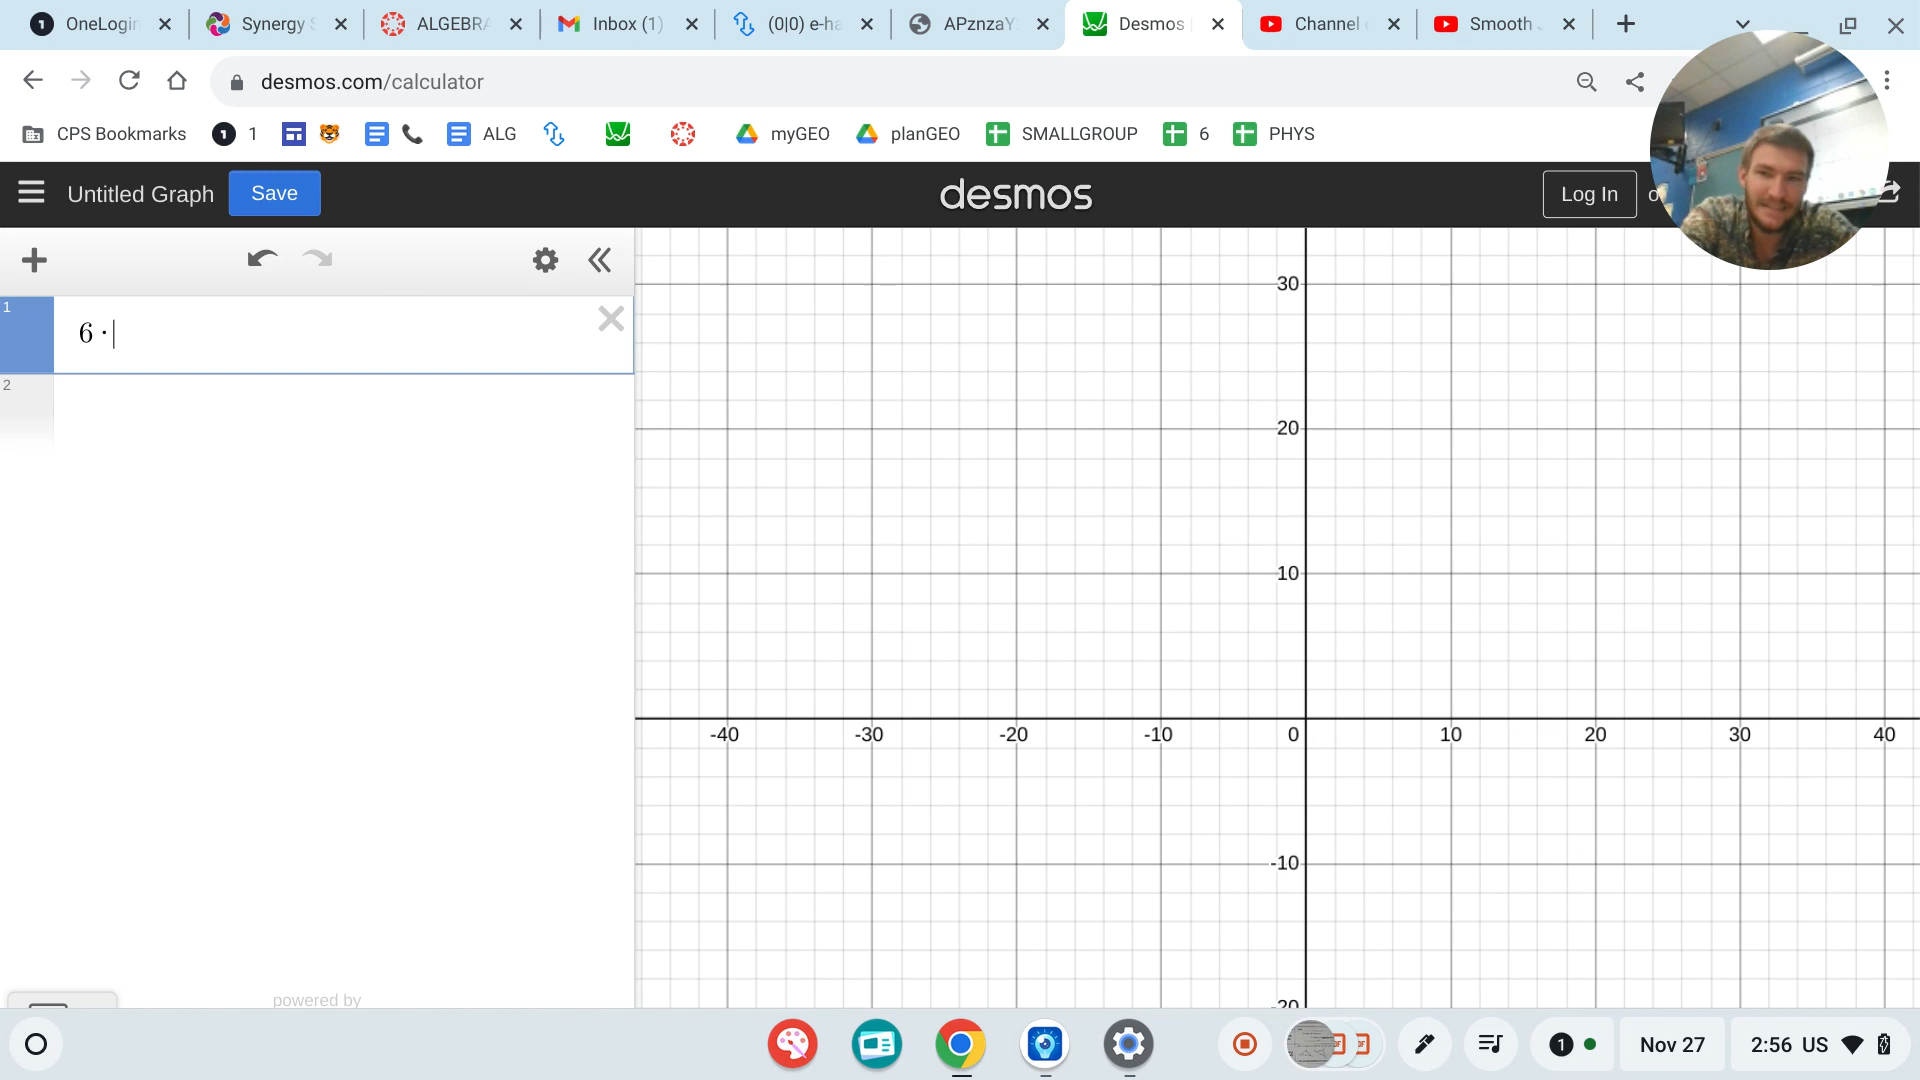 OneLogin
Synergy S
ALGEBRA
Inbox (1)
(0|0) e-ha
APznzaY
Desmos |
Channel
Smooth J
desmos.com/calculator
CPS Bookmarks
1
ALG
myGEO
planGEO
SMALLGROUP
6
PHYS
Untitled Graph
Save
desmos
Log In
1
6 ·
2
30
20
10
-40 -30 -20 -10 0 10 20 30 40
-10
-20
powered by
Nov 27
2:56 US